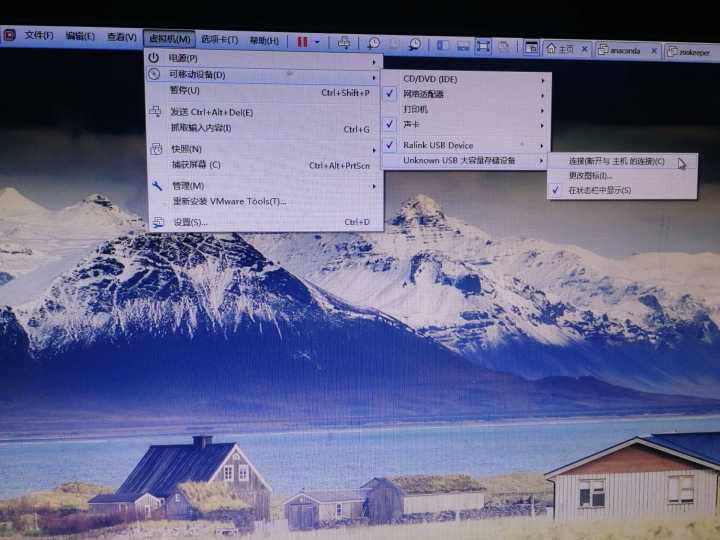 文件(F) 编辑(E) 查看(V) 虚拟机(M) 选项卡(T) 帮助(H) 主页 anaconda zookeeper
电源(P)
可移动设备(D)
暂停(U) Ctrl+Shift+P
发送 Ctrl+Alt+Del(E)
抓取输入内容(I) Ctrl+G
快照(N)
捕获屏幕 (C) Ctrl+Alt+PrtScn
管理(M)
重新安装 VMware Tools(T)...
设置(S)... Ctrl+D
CD/DVD (IDE)
网络适配器
打印机
声卡
Ralink USB Device
Unknown USB 大容量存储设备
连接(断开与 主机 的连接)(C)
更改图标(I)...
在状态栏中显示(S)